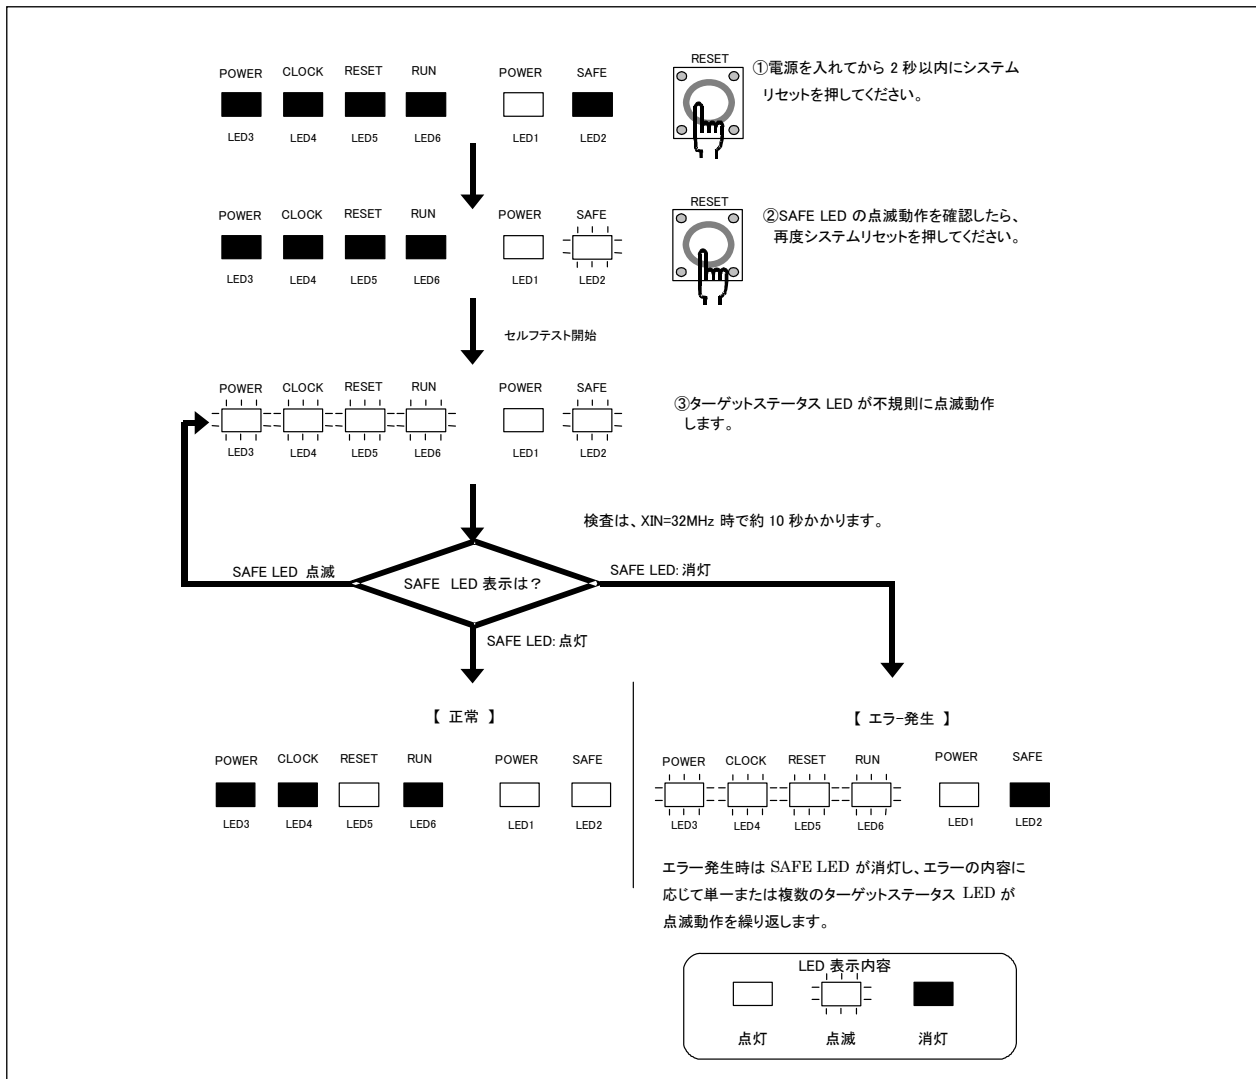 POWER CLOCK RESET RUN POWER SAFE
LED3 LED4 LED5 LED6 LED1 LED2
RESET
①電源を入れてから 2 秒以内にシステム
リセットを押してください。
POWER CLOCK RESET RUN POWER SAFE
LED3 LED4 LED5 LED6 LED1 LED2
RESET
②SAFE LED の点滅動作を確認したら、
再度システムリセットを押してください。
セルフテスト開始
POWER CLOCK RESET RUN POWER SAFE
LED3 LED4 LED5 LED6 LED1 LED2
③ターゲットステータス LED が不規則に点滅動作
します。
検査は、XIN=32MHz 時で約 10 秒かかります。
SAFE LED 点滅
SAFE LED 表示は？
SAFE LED: 消灯
SAFE LED: 点灯
【 正常 】
POWER CLOCK RESET RUN POWER SAFE
LED3 LED4 LED5 LED6 LED1 LED2
【 エラｰ発生 】
POWER CLOCK RESET RUN POWER SAFE
LED3 LED4 LED5 LED6 LED1 LED2
エラー発生時は SAFE LED が消灯し、エラーの内容に
応じて単一または複数のターゲットステータス LED が
点滅動作を繰り返します。
LED 表示内容
点灯 点滅 消灯